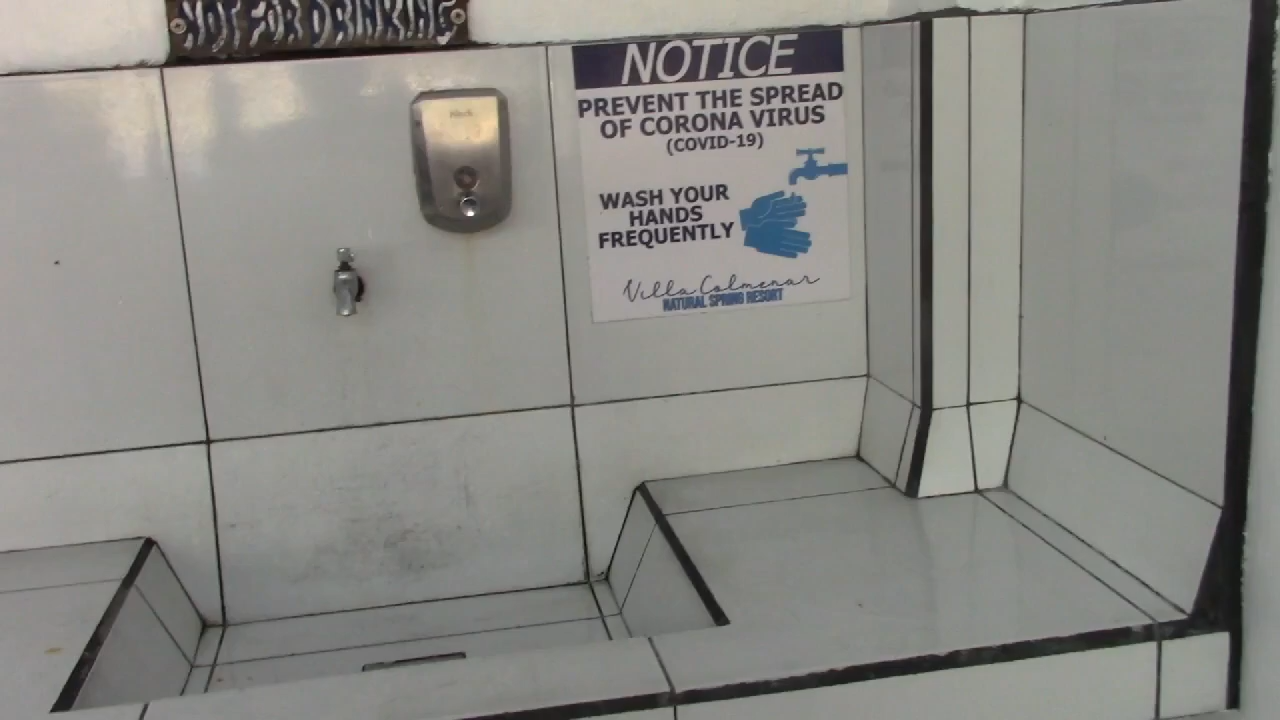 NOT FOR DRINKING
NOTICE
PREVENT THE SPREAD
OF CORONA VIRUS
(COVID-19)
WASH YOUR
HANDS
FREQUENTLY
Villa Colmenar
NATURAL SPRING RESORT